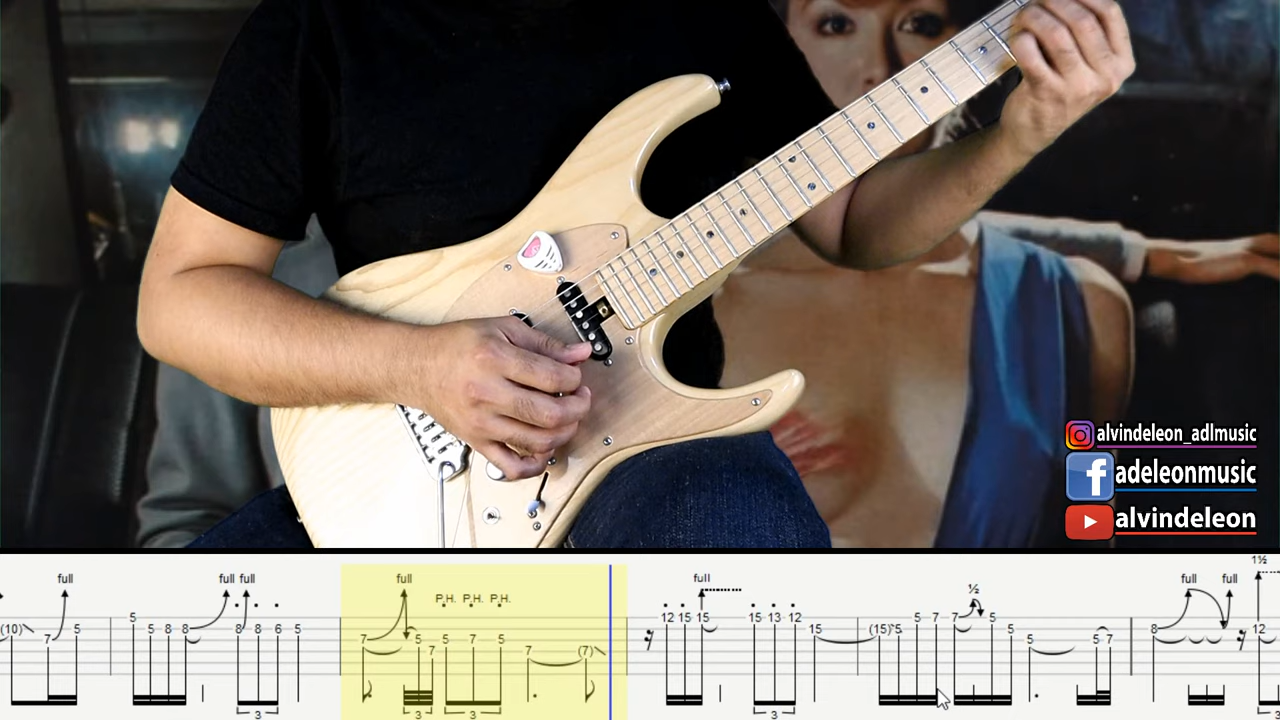 alvindeleon_adlmusic
adeleonmusic
alvindeleon
full full full full full full full 1½
P.H. P.H. P.H. ½
5 12 15 15 15 13 12 5 7 7 5
(10) 5 5 8 8 8 8 6 5 15 (15) 5 5 8 12
7 7 5 5 7 5 5 5 7
7 7 (7)
3 3 3 3 3